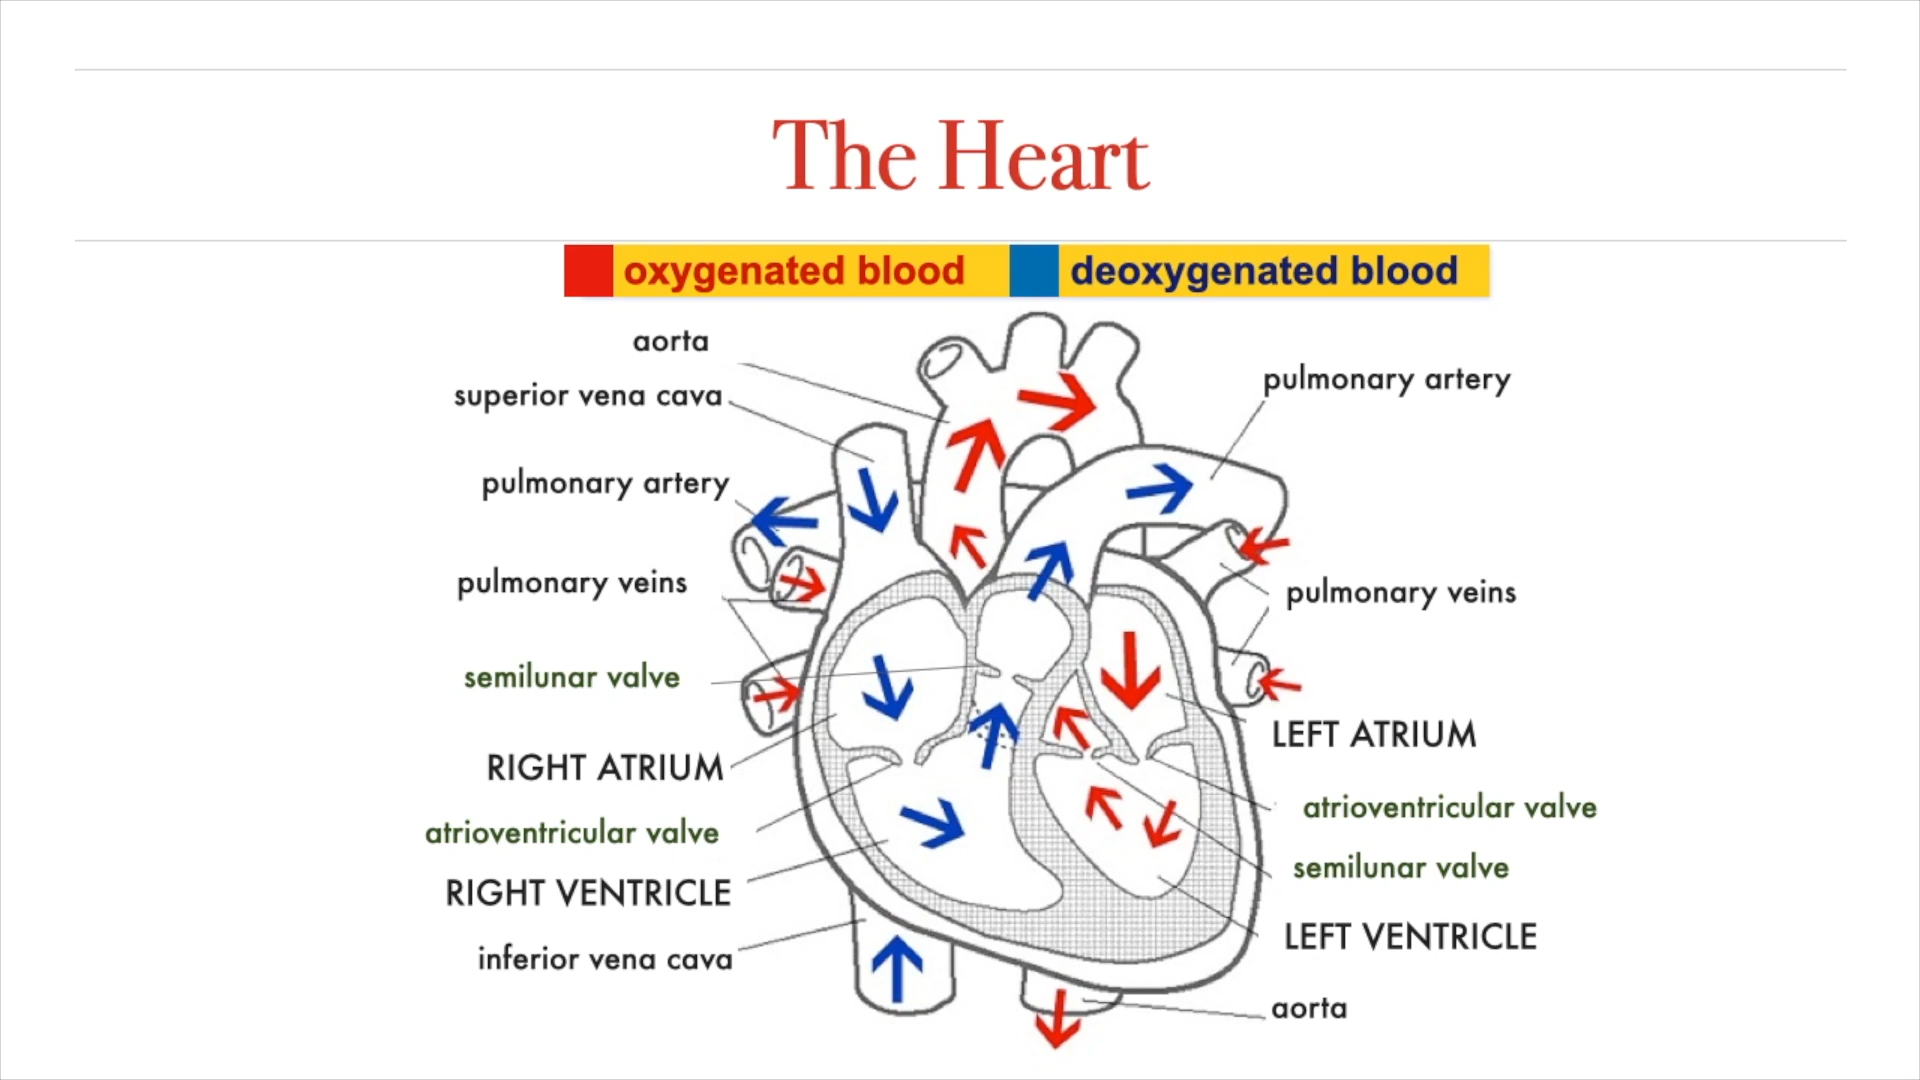 The Heart
oxygenated blood
deoxygenated blood
aorta
superior vena cava
pulmonary artery
pulmonary veins
semilunar valve
RIGHT ATRIUM
atrioventricular valve
RIGHT VENTRICLE
inferior vena cava
pulmonary artery
pulmonary veins
LEFT ATRIUM
atrioventricular valve
semilunar valve
LEFT VENTRICLE
aorta